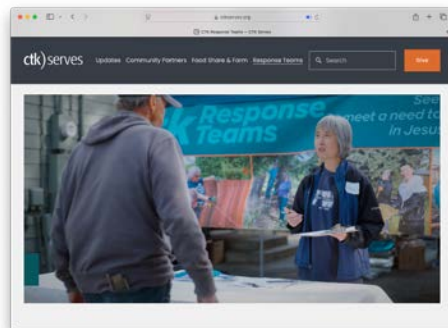 ctkserves.org
CTK Response Teams — CTK Serves
ctk)serves
Updates Community Partners Food Share & Farm Response Teams
Search
Give
k Response
Teams
See
meet a need to
in Jesus